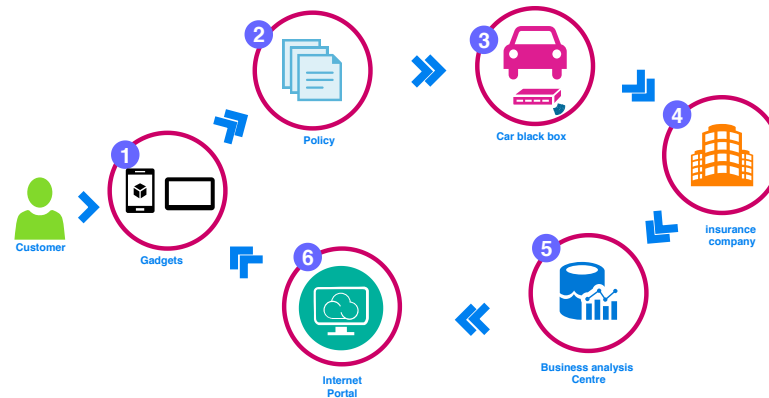 Customer
1
Gadgets
2
Policy
3
Car black box
4
insurance
company
5
Business analysis
Centre
6
Internet
Portal